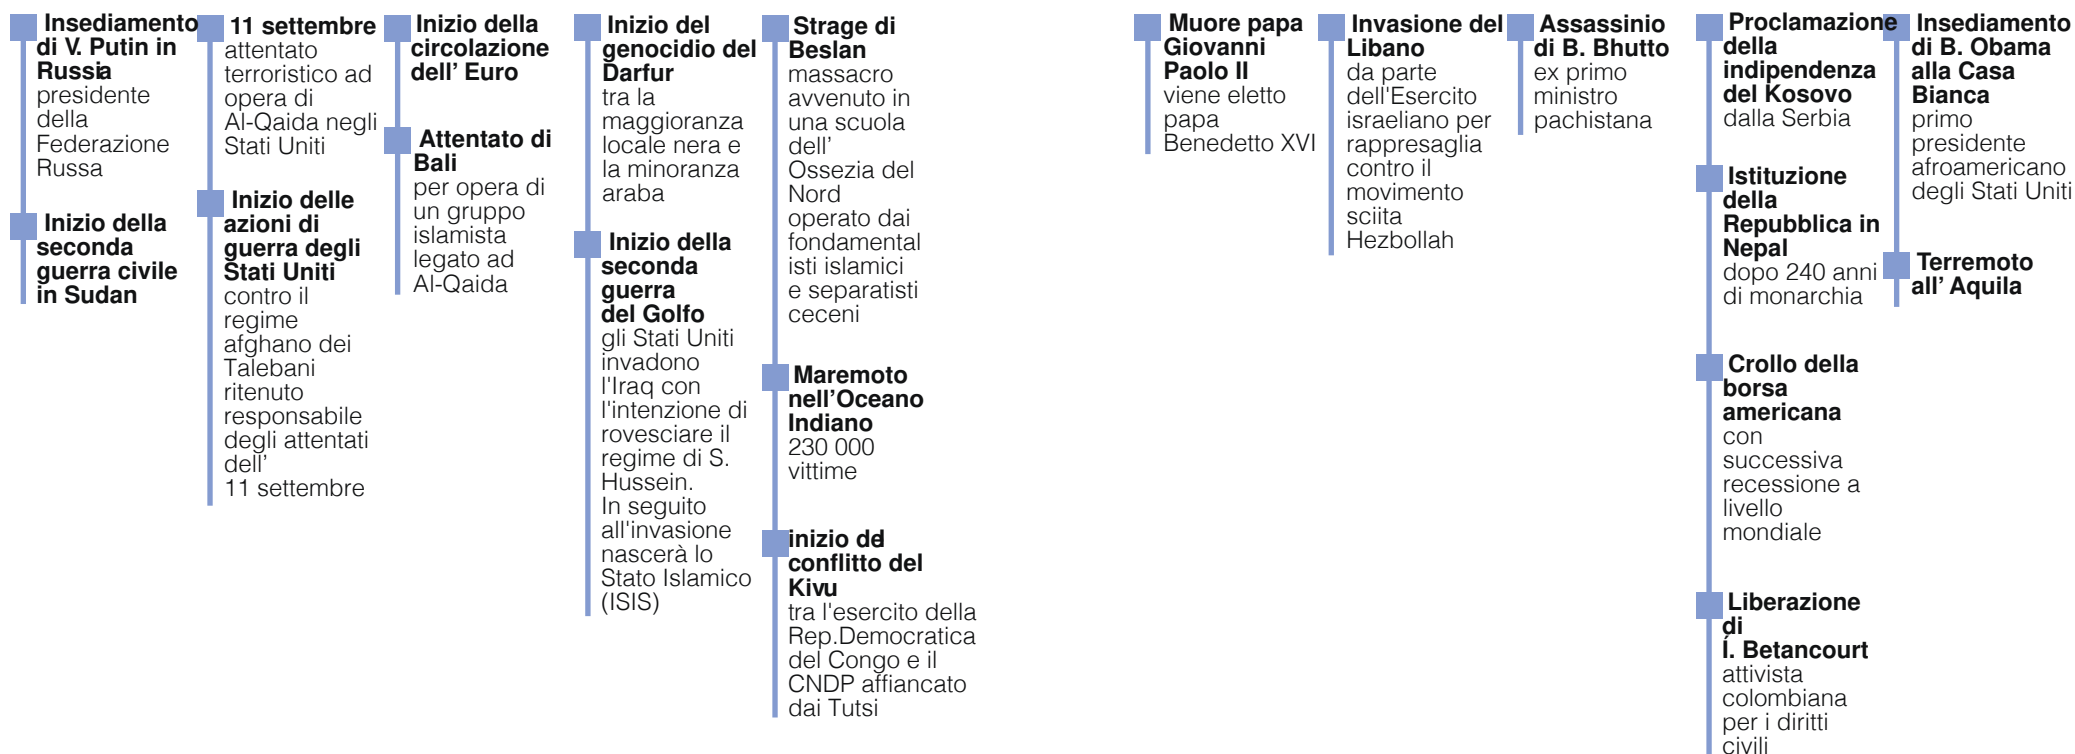 Insediamento
di V. Putin in
Russia
presidente
della
Federazione
Russa
Inizio della
seconda
guerra civile
in Sudan
11 settembre
attentato
terroristico ad
opera di
Al-Qaida negli
Stati Uniti
Inizio delle
azioni di
guerra degli
Stati Uniti
contro il
regime
afghano dei
Talebani
ritenuto
responsabile
degli attentati
dell’
11 settembre
Inizio della
circolazione
dell’ Euro
Attentato di
Bali
per opera di
un gruppo
islamista
legato ad
Al-Qaida
Inizio del
genocidio del
Darfur
tra la
maggioranza
locale nera e
la minoranza
araba
Inizio della
seconda
guerra
del Golfo
gli Stati Uniti
invadono
l'Iraq con
l'intenzione di
rovesciare il
regime di S.
Hussein.
In seguito
all'invasione
nascerà lo
Stato Islamico
(ISIS)
Strage di
Beslan
massacro
avvenuto in
una scuola
dell’
Ossezia del
Nord
operato dai
fondamental
isti islamici
e separatisti
ceceni
Maremoto
nell’Oceano
Indiano
230 000
vittime
inizio del
conflitto del
Kivu
tra l'esercito della
Rep.Democratica
del Congo e il
CNDP affiancato
dai Tutsi
Muore papa
Giovanni
Paolo II
viene eletto
papa
Benedetto XVI
Invasione del
Libano
da parte
dell'Esercito
israeliano per
rappresaglia
contro il
movimento
sciita
Hezbollah
Assassinio
di B. Bhutto
ex primo
ministro
pachistana
Proclamazione
della
indipendenza
del Kosovo
dalla Serbia
Istituzione
della
Repubblica in
Nepal
dopo 240 anni
di monarchia
Crollo della
borsa
americana
con
successiva
recessione a
livello
mondiale
Liberazione
di
Í. Betancourt
attivista
colombiana
per i diritti
civili
Insediamento
di B. Obama
alla Casa
Bianca
primo
presidente
afroamericano
degli Stati Uniti
Terremoto
all’ Aquila